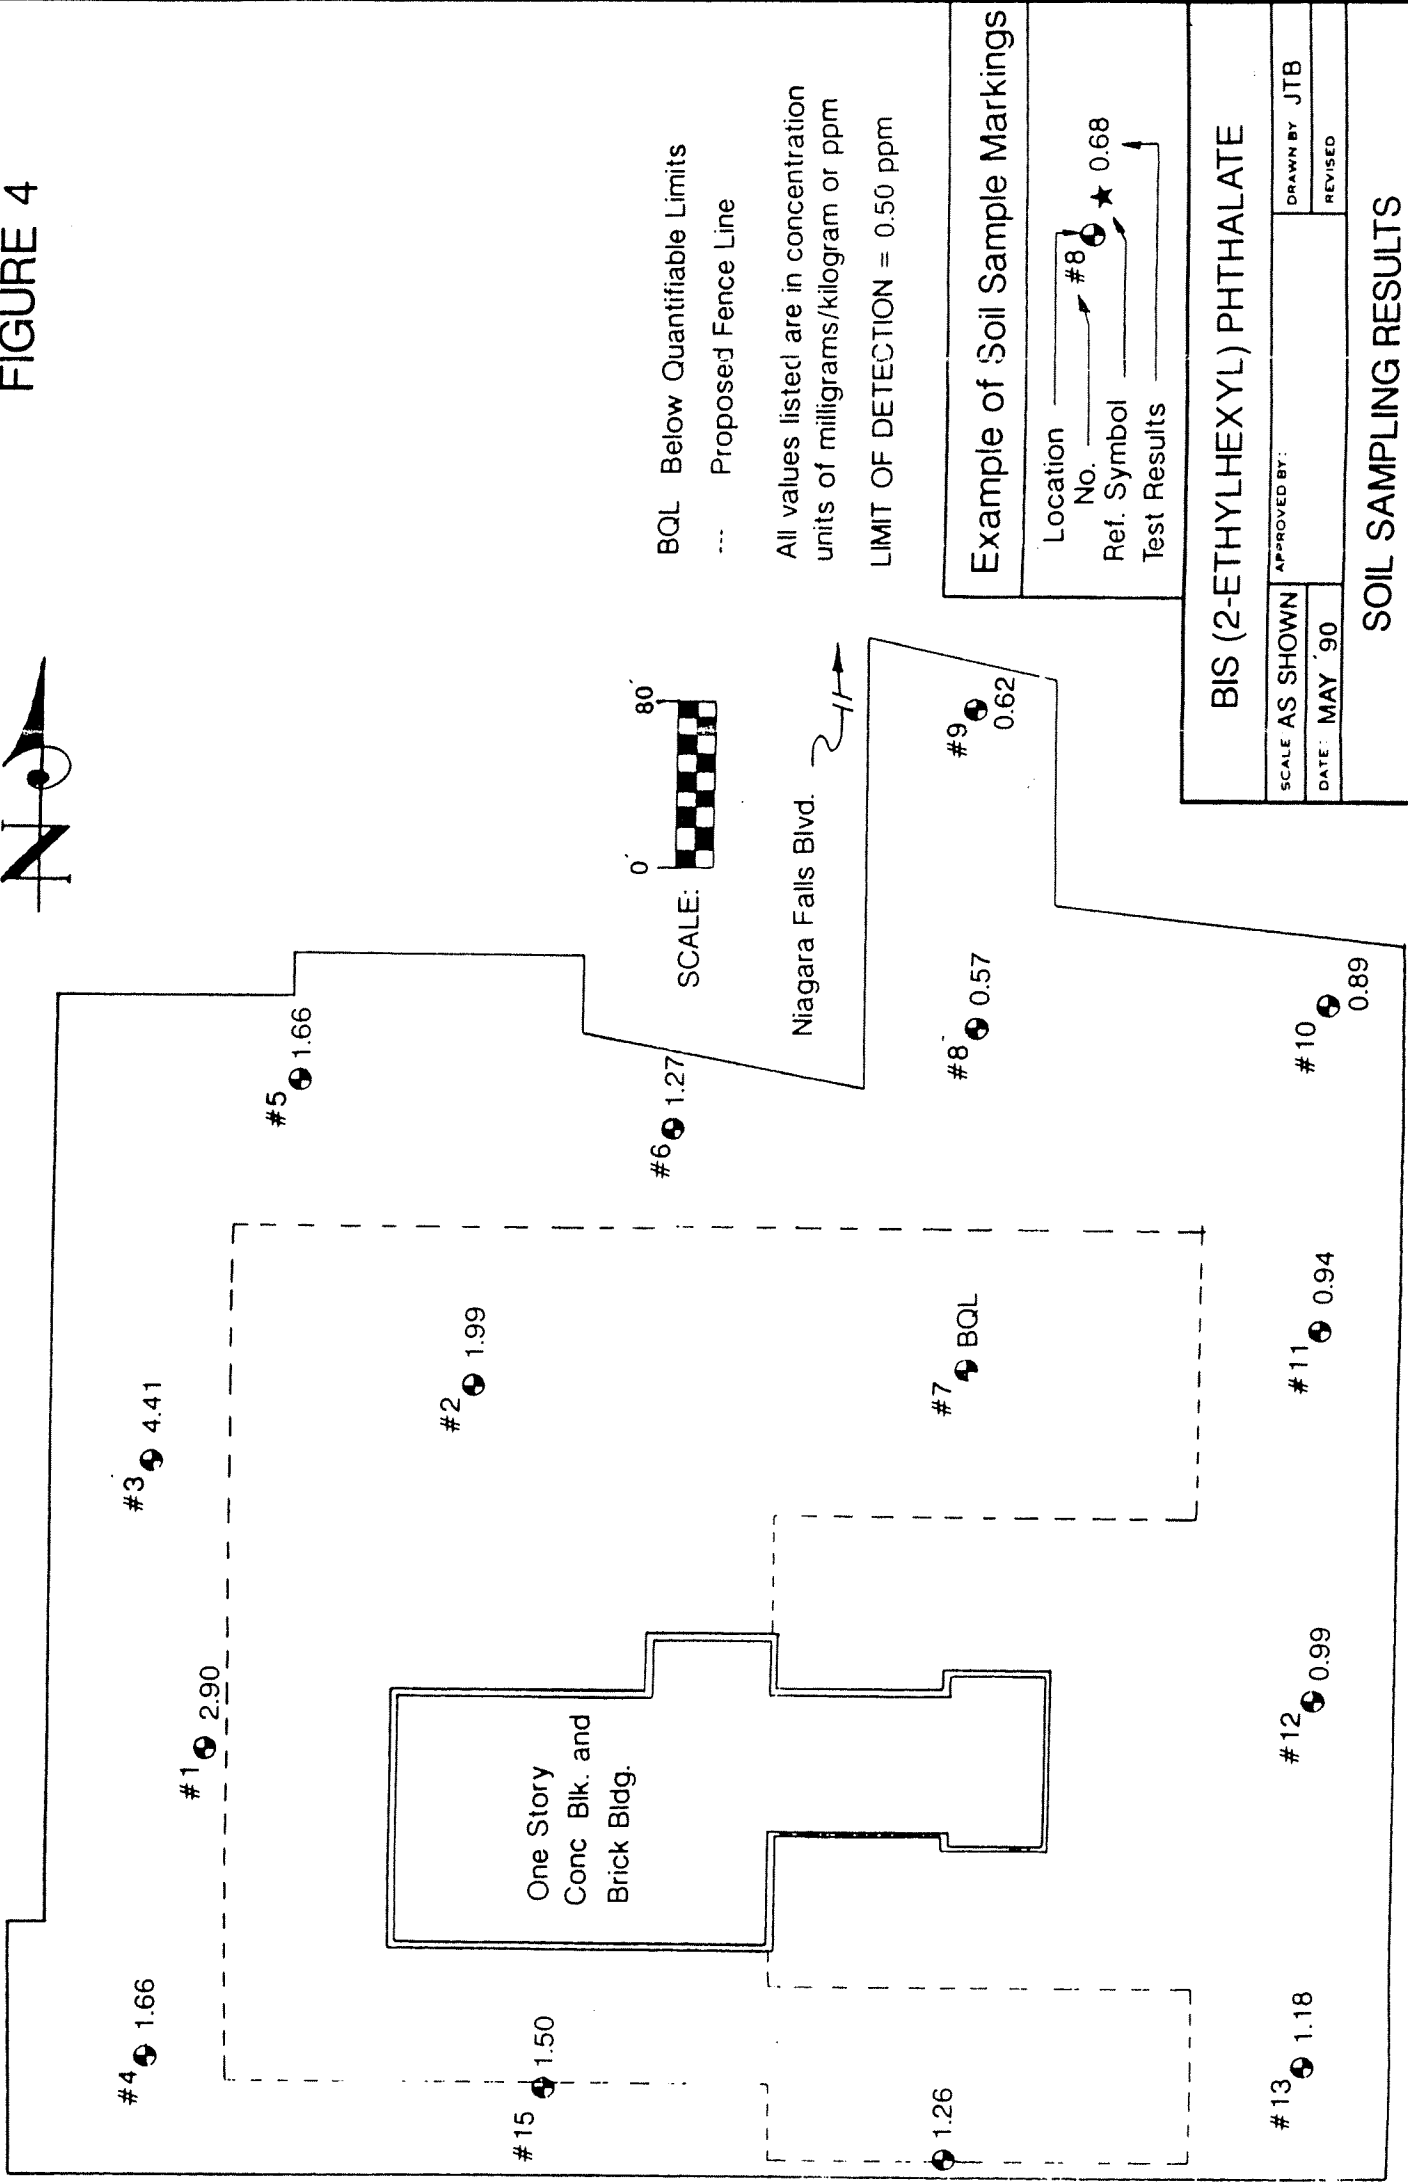 FIGURE 4
N
#4 1.66
#1 2.90
#3 4.41
#5 1.66
#15 1.50
#2 1.99
#6 1.27
One Story
Conc Blk. and
Brick Bldg.
1.26
#7 BQL
#8 0.57
#9
0.62
#13 1.18
#12 0.99
#11 0.94
#10
0.89
SCALE:
0'
80'
Niagara Falls Blvd.
BQL Below Quantifiable Limits
--- Proposed Fence Line
All values listed are in concentration
units of milligrams/kilogram or ppm
LIMIT OF DETECTION = 0.50 ppm
Example of Soil Sample Markings
Location
No.
Ref. Symbol
Test Results
#8 ★ 0.68
BIS (2-ETHYLHEXYL) PHTHALATE
SCALE AS SHOWN
APPROVED BY:
DRAWN BY JTB
DATE: MAY '90
REVISED
SOIL SAMPLING RESULTS